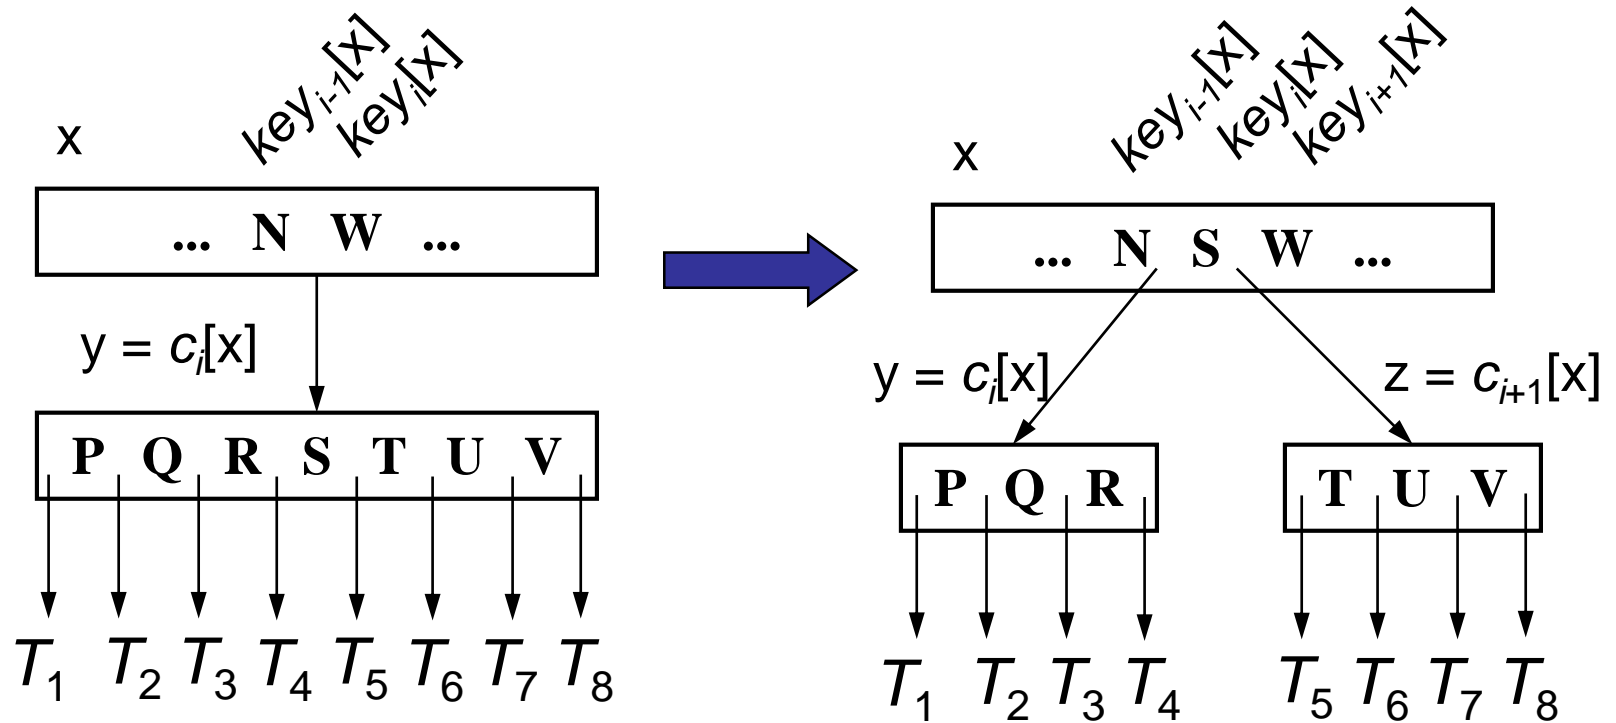 key_{i-1}[x]
key_i[x]
x
... N W ...
y = c_i[x]
P Q R S T U V
T_1 T_2 T_3 T_4 T_5 T_6 T_7 T_8
key_{i-1}[x]
key_i[x]
key_{i+1}[x]
x
... N S W ...
y = c_i[x]
z = c_{i+1}[x]
P Q R
T U V
T_1 T_2 T_3 T_4
T_5 T_6 T_7 T_8